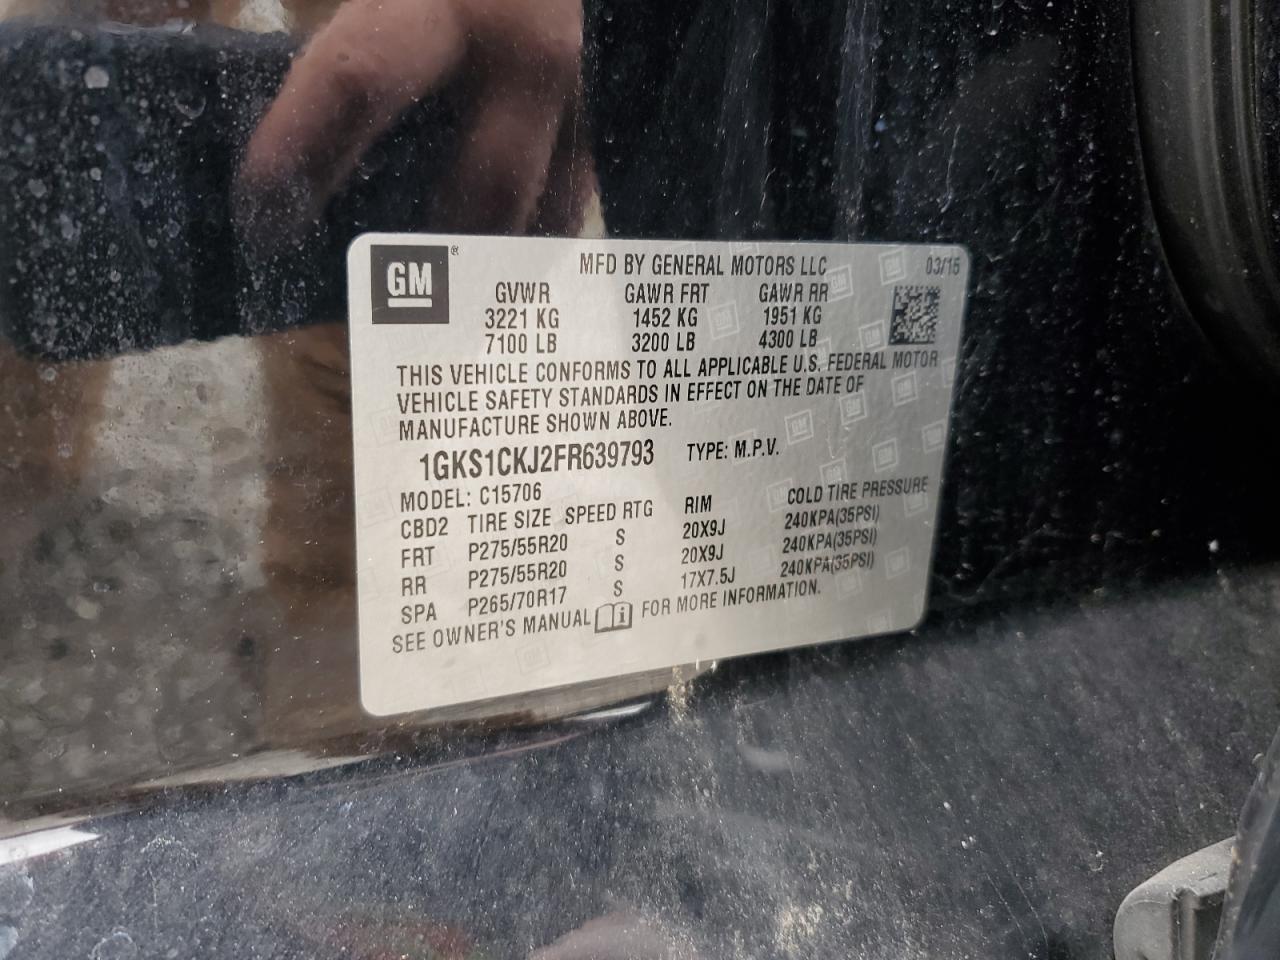 GM ®
MFD BY GENERAL MOTORS LLC 03/15
GVWR GAWR FRT GAWR RR
3221 KG 1452 KG 1951 KG
7100 LB 3200 LB 4300 LB
THIS VEHICLE CONFORMS TO ALL APPLICABLE U.S. FEDERAL MOTOR
VEHICLE SAFETY STANDARDS IN EFFECT ON THE DATE OF
MANUFACTURE SHOWN ABOVE.
1GKS1CKJ2FR639793 TYPE: M.P.V.
MODEL: C15706
CBD2 TIRE SIZE SPEED RTG RIM COLD TIRE PRESSURE
FRT P275/55R20 S 20X9J 240KPA(35PSI)
RR P275/55R20 S 20X9J 240KPA(35PSI)
SPA P265/70R17 S 17X7.5J 240KPA(35PSI)
SEE OWNER'S MANUAL i FOR MORE INFORMATION.